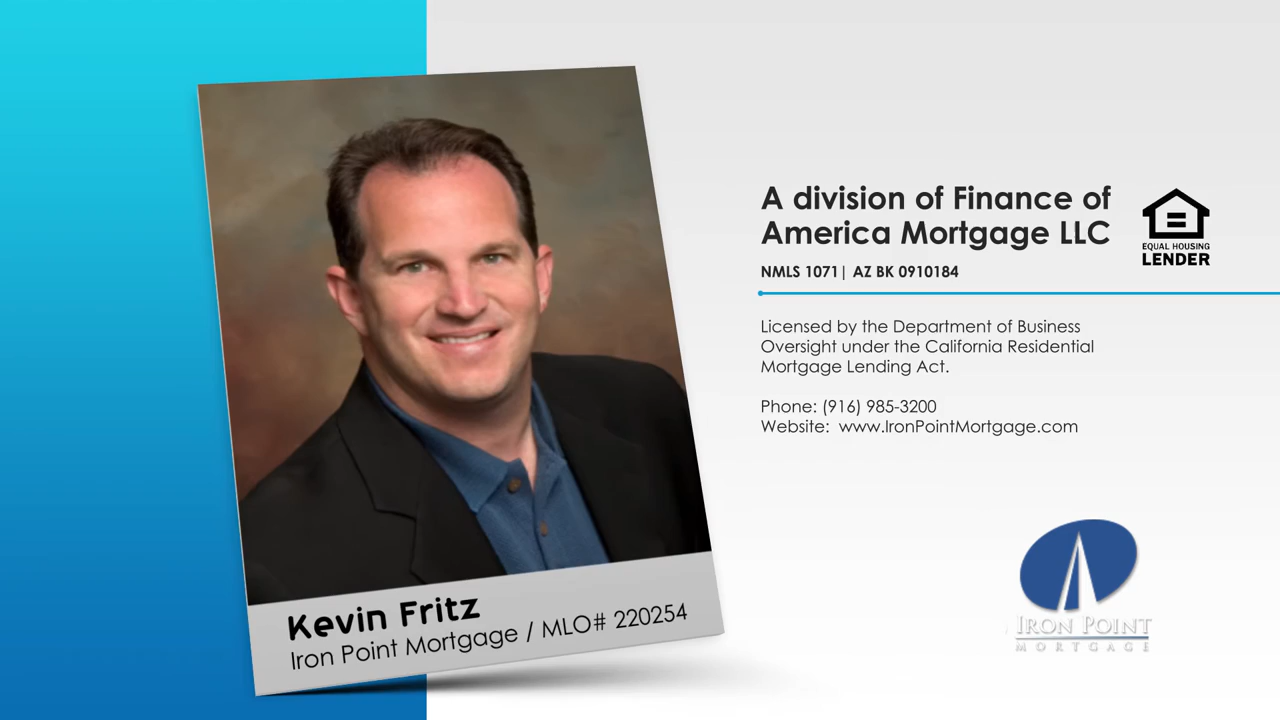 A division of Finance of
America Mortgage LLC
EQUAL HOUSING
LENDER
NMLS 1071| AZ BK 0910184
Licensed by the Department of Business
Oversight under the California Residential
Mortgage Lending Act.
Phone: (916) 985-3200
Website: www.IronPointMortgage.com
Kevin Fritz
Iron Point Mortgage / MLO# 220254
IRON POINT
MORTGAGE